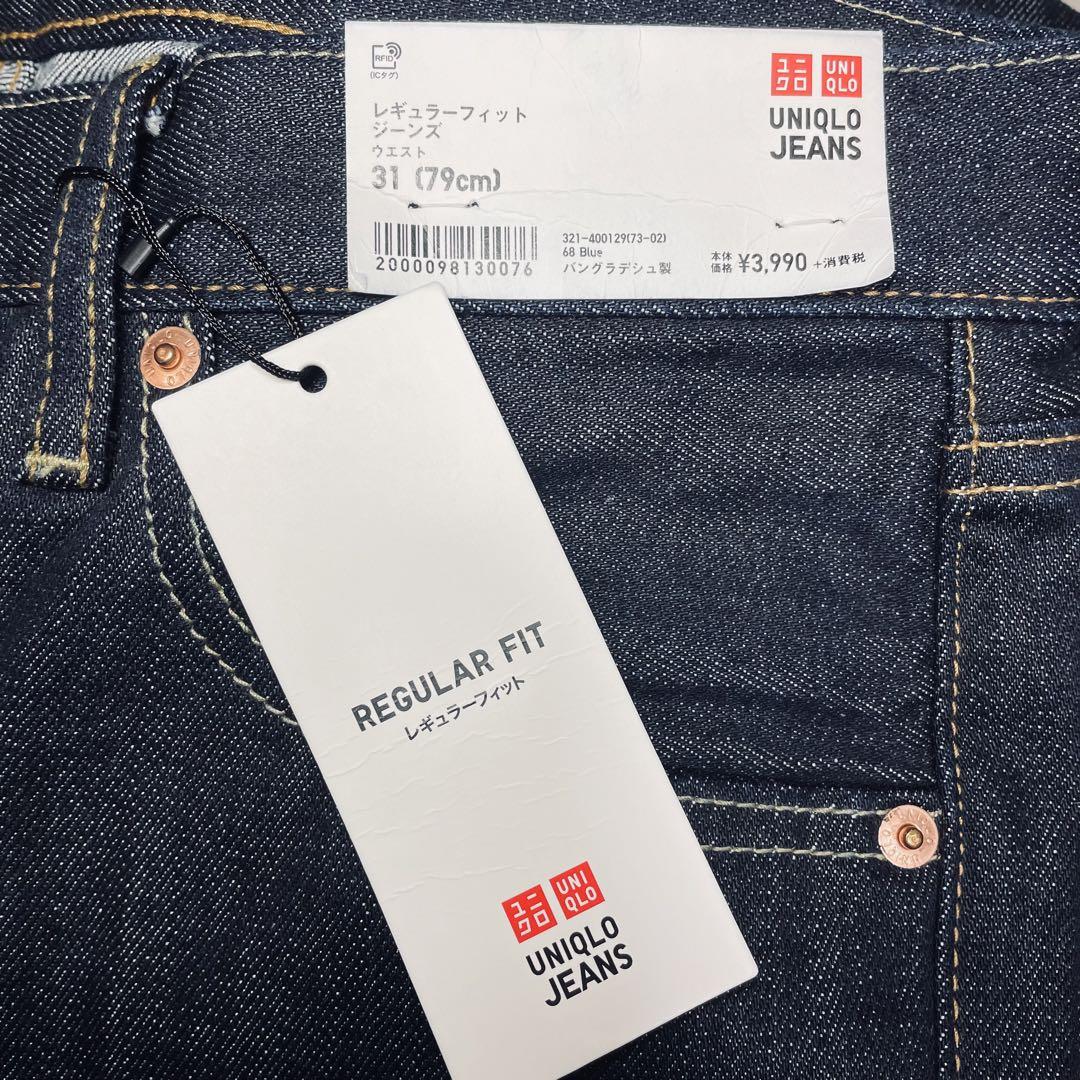 RFID
(ICタグ)
レギュラーフィット
ジーンズ
ウエスト
31 (79cm)
2000098130076
321-400129(73-02)
68 Blue
バングラデシュ製
本体
価格 ¥3,990 +消費税
ユニ
クロ
UNI
QLO
UNIQLO
JEANS
REGULAR FIT
レギュラーフィット
ユニ
クロ
UNI
QLO
UNIQLO
JEANS